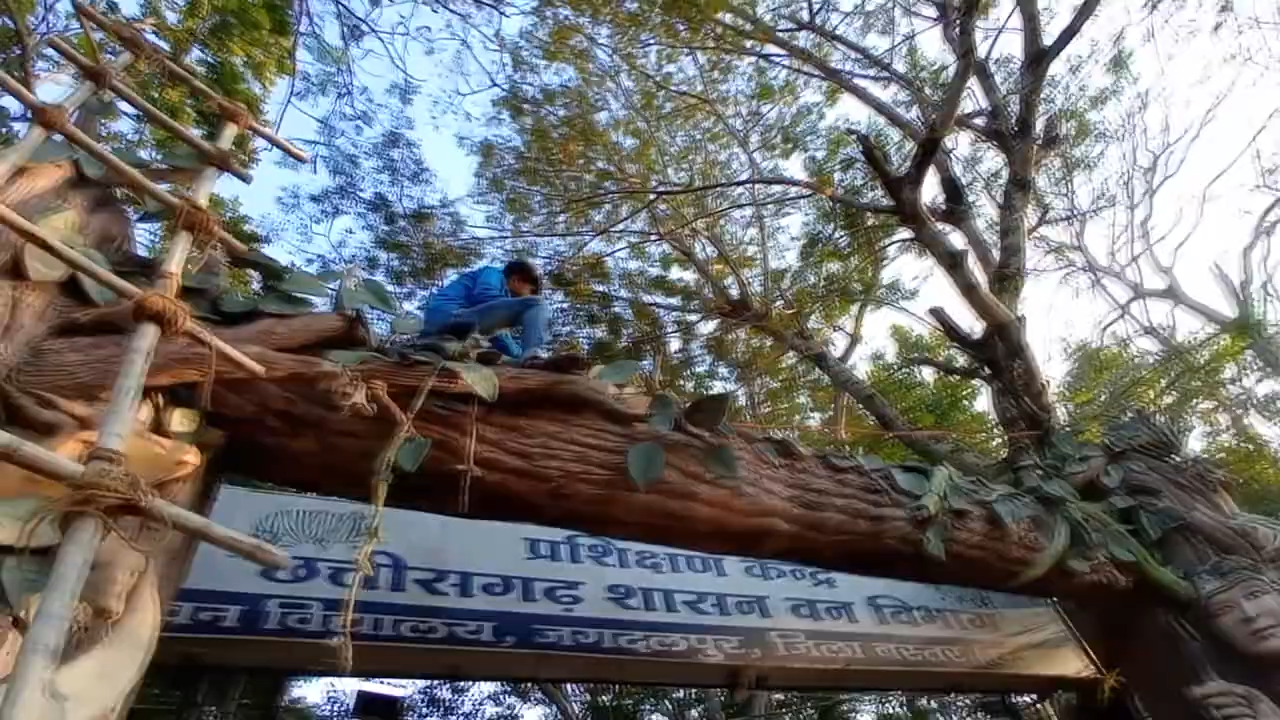 प्रशिक्षण केन्द्र
छत्तीसगढ़ शासन वन विभाग
वन विद्यालय, जगदलपुर, जिला बस्तर